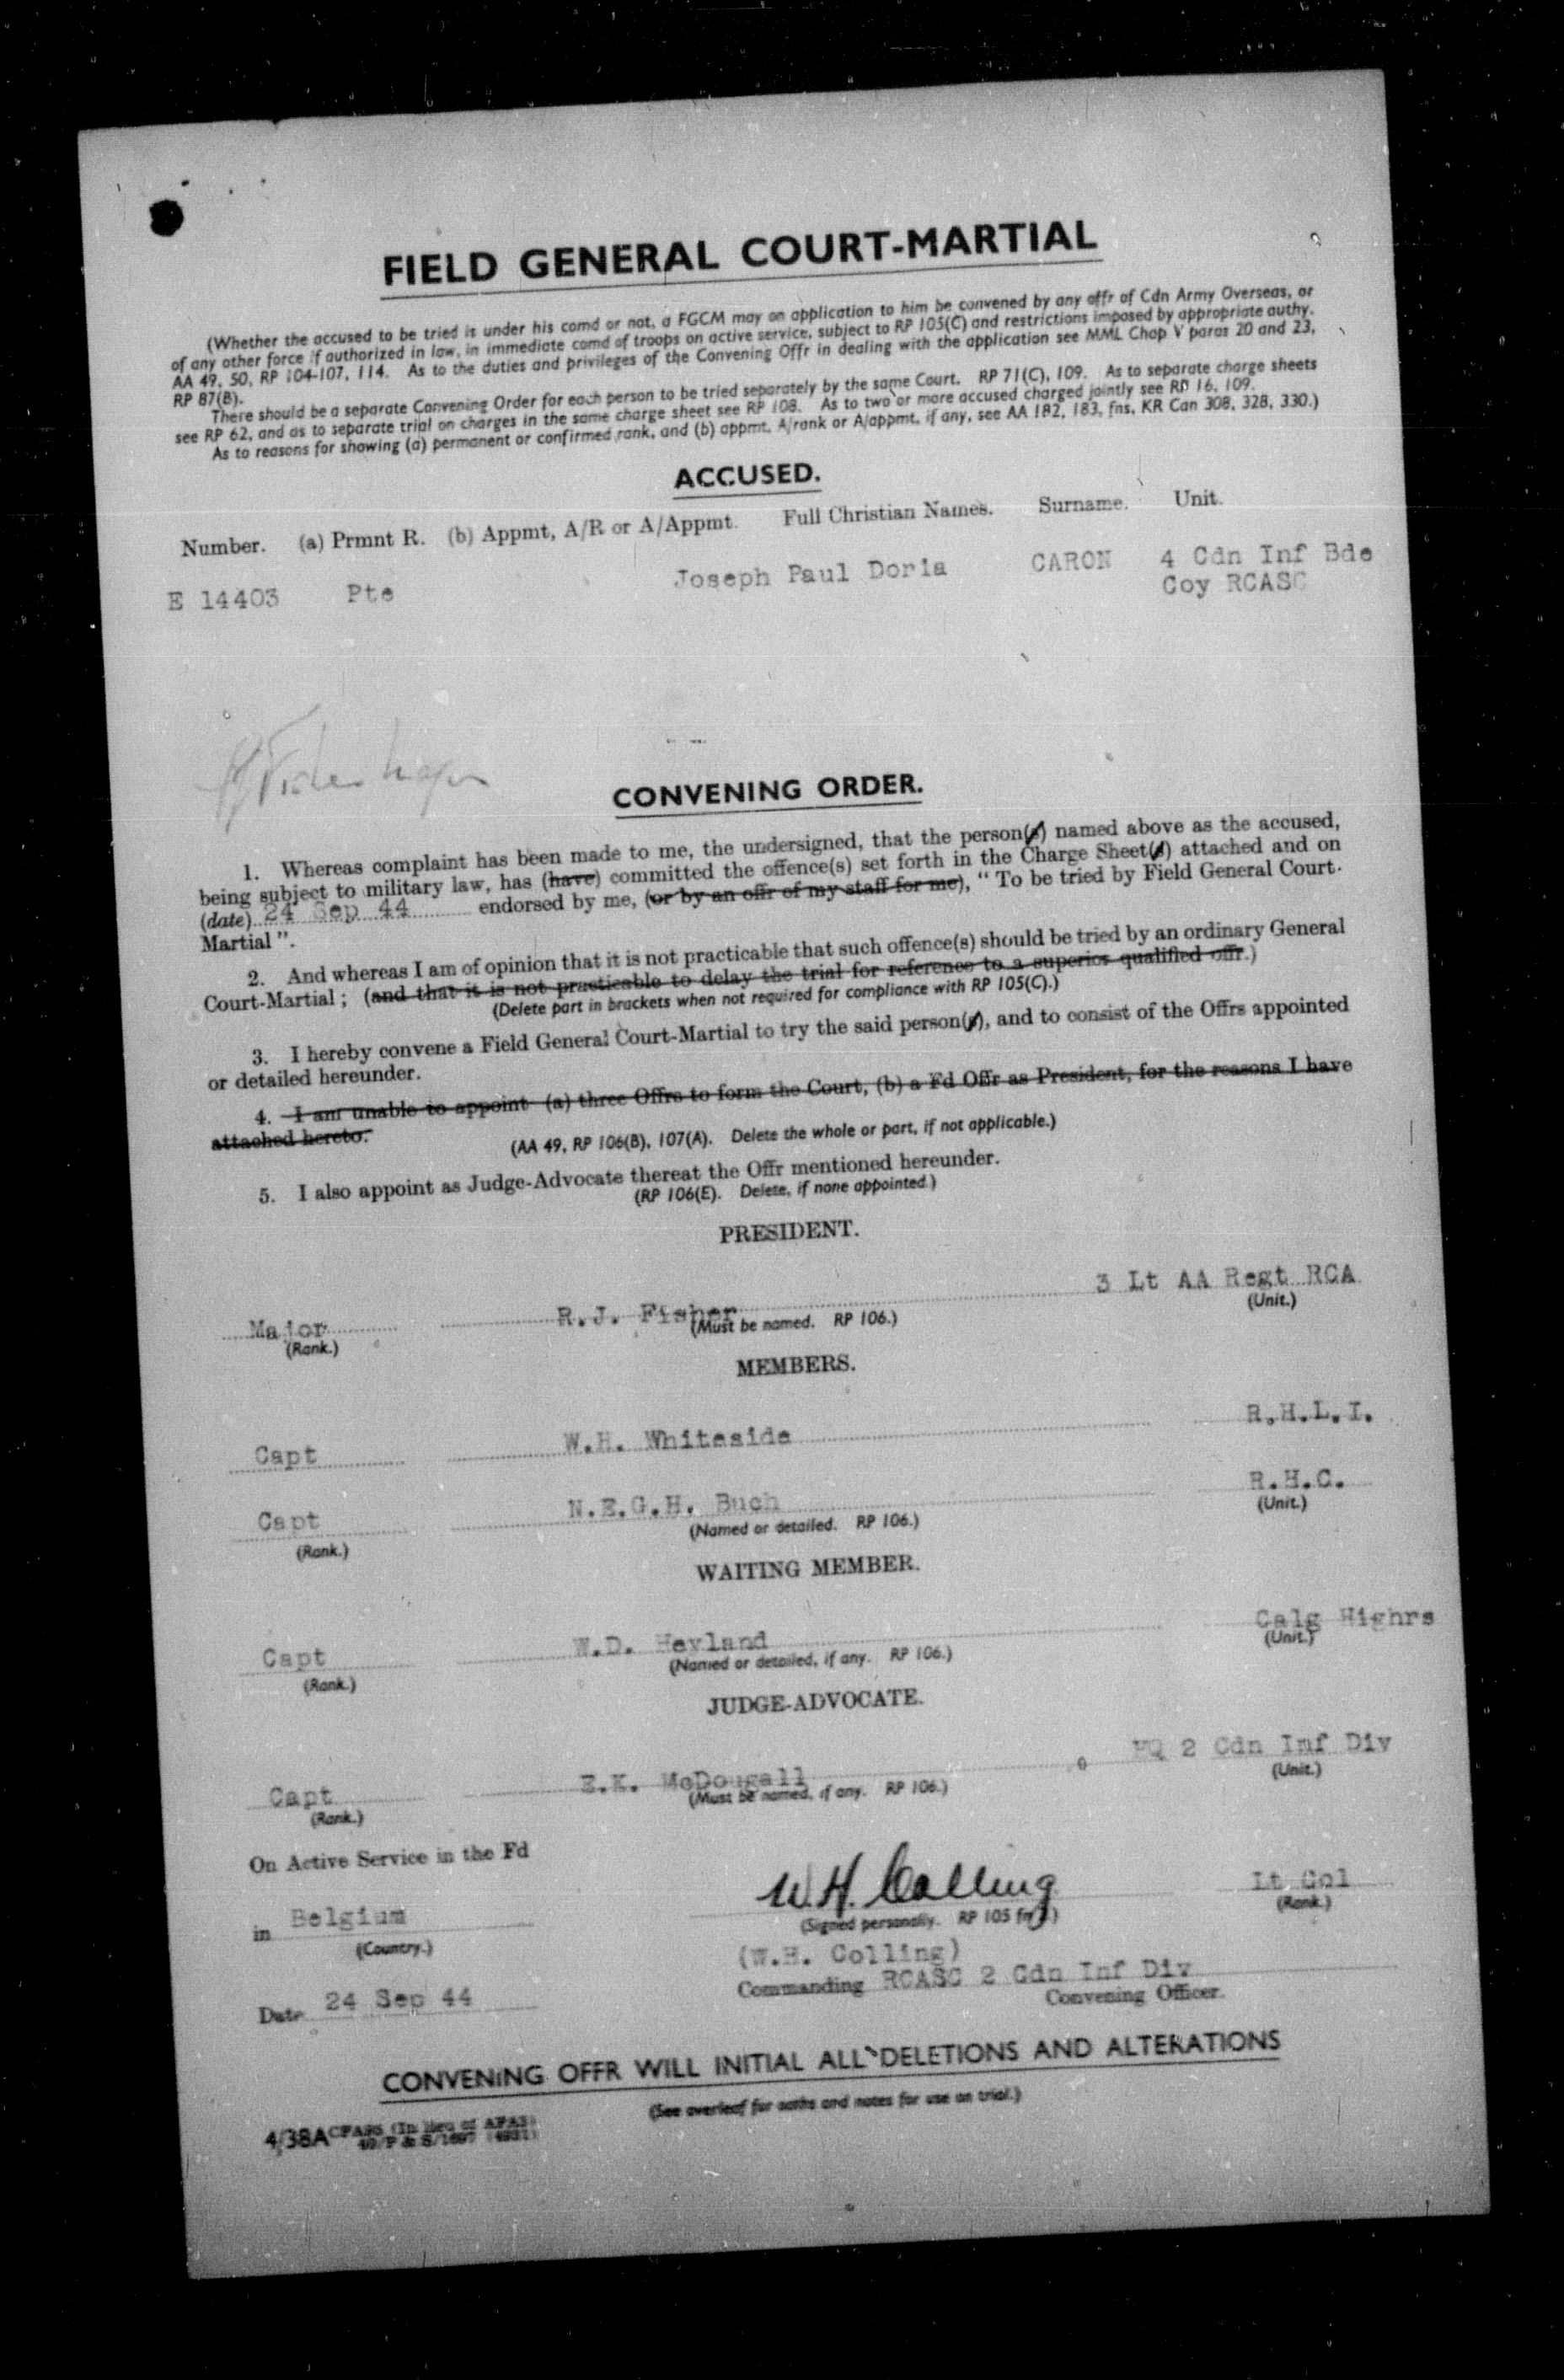 FIELD GENERAL COURT-MARTIAL
(Whether the accused to be tried is under his comd or not, a FGCM may on application to him be convened by any offr of Cdn Army Overseas, or
of any other force if authorized in law, in immediate comd of troops on active service, subject to RP 105(C) and restrictions imposed by appropriate authy.
AA 49, 50, RP 104-107, 114. As to the duties and privileges of the Convening Offr in dealing with the application see MML Chap V paras 20 and 23,
RP 87(B).
There should be a separate Convening Order for each person to be tried separately by the same Court. RP 71(C), 109. As to separate charge sheets
see RP 62, and as to separate trial on charges in the same charge sheet see RP 108. As to two or more accused charged jointly see RP 16, 109.
As to reasons for showing (a) permanent or confirmed rank, and (b) appmt, A/rank or A/appmt, if any, see AA 182, 183, fns, KR Can 308, 328, 330.)
ACCUSED.
Number. (a) Prmnt R. (b) Appmt, A/R or A/Appmt. Full Christian Names. Surname. Unit.
E 14403 Pte Joseph Paul Doria CARON 4 Cdn Inf Bde
Coy RCASC
CONVENING ORDER.
1. Whereas complaint has been made to me, the undersigned, that the person(s) named above as the accused,
being subject to military law, has (have) committed the offence(s) set forth in the Charge Sheet(s) attached and on
(date) 24 Sep 44 endorsed by me, (or by an offr of my staff for me), “ To be tried by Field General Court-
Martial ”.
2. And whereas I am of opinion that it is not practicable that such offence(s) should be tried by an ordinary General
Court-Martial ; (and that it is not practicable to delay the trial for reference to a superior qualified offr.)
(Delete part in brackets when not required for compliance with RP 105(C).)
3. I hereby convene a Field General Court-Martial to try the said person(s), and to consist of the Offrs appointed
or detailed hereunder.
4. I am unable to appoint (a) three Offrs to form the Court, (b) a Fd Offr as President, for the reasons I have
attached hereto.
(AA 49, RP 106(B), 107(A). Delete the whole or part, if not applicable.)
5. I also appoint as Judge-Advocate thereat the Offr mentioned hereunder.
(RP 106(E). Delete, if none appointed.)
PRESIDENT.
Major R.J. Fisher 3 Lt AA Regt RCA
(Rank.) (Must be named. RP 106.) (Unit.)
MEMBERS.
Capt W.H. Whiteside R.H.L.I.
Capt N.E.G.H. Buch R.H.C.
(Rank.) (Named or detailed. RP 106.) (Unit.)
WAITING MEMBER.
Capt W.D. Heyland Calg Highrs
(Rank.) (Named or detailed, if any. RP 106.) (Unit.)
JUDGE-ADVOCATE.
Capt E.K. McDougall HQ 2 Cdn Inf Div
(Rank.) (Must be named, if any. RP 106.) (Unit.)
On Active Service in the Fd
W.H. Colling Lt Col
in Belgium (Signed personally. RP 105 fn.) (Rank.)
(Country.) (W.H. Colling)
Commanding RCASC 2 Cdn Inf Div
Date 24 Sep 44 Convening Officer.
CONVENING OFFR WILL INITIAL ALL DELETIONS AND ALTERATIONS
(See overleaf for oaths and notes for use on trial.)
4/38A